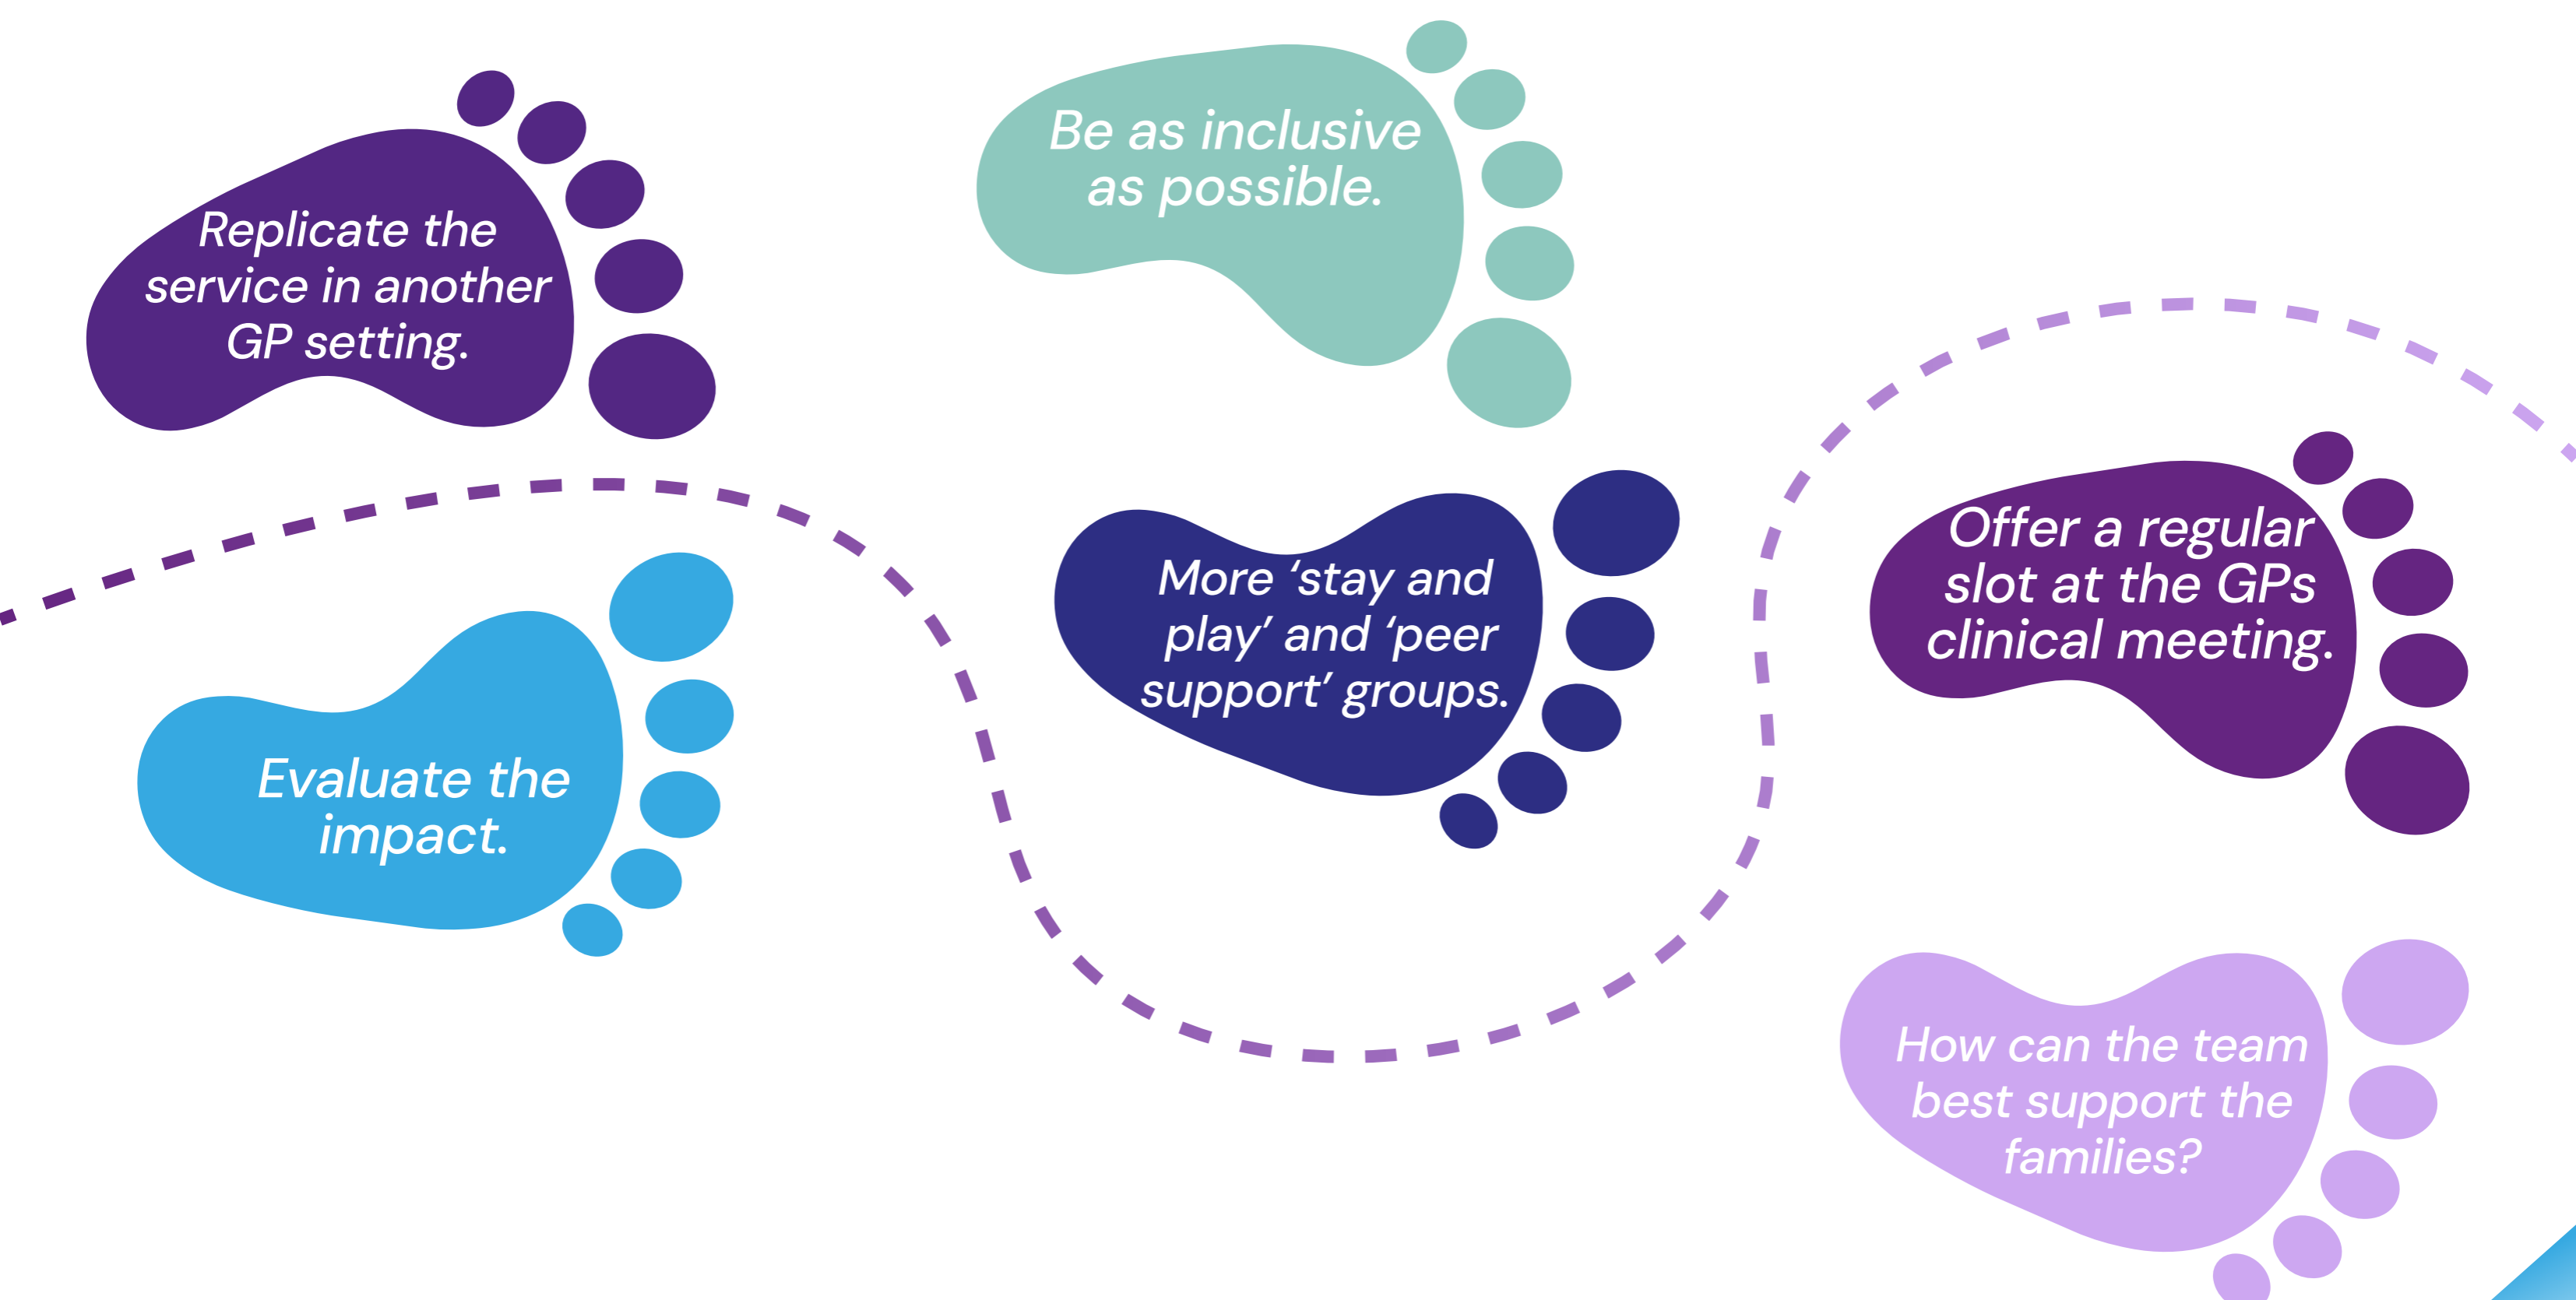 Replicate the
service in another
GP setting.
Be as inclusive
as possible.
Evaluate the
impact.
More ‘stay and
play’ and ‘peer
support’ groups.
Offer a regular
slot at the GPs
clinical meeting.
How can the team
best support the
families?